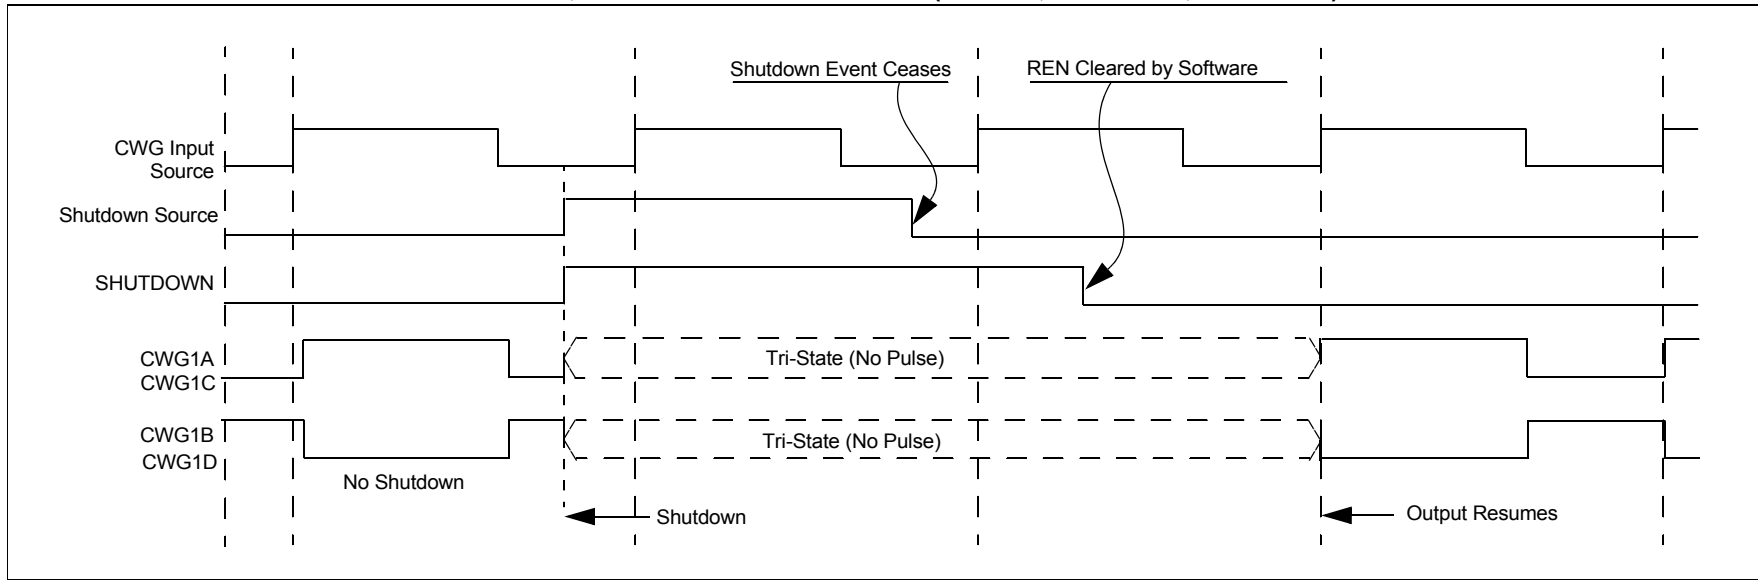 Shutdown Event Ceases
REN Cleared by Software
CWG Input
Source
Shutdown Source
SHUTDOWN
CWG1A
CWG1C
Tri-State (No Pulse)
CWG1B
CWG1D
Tri-State (No Pulse)
No Shutdown
Shutdown
Output Resumes